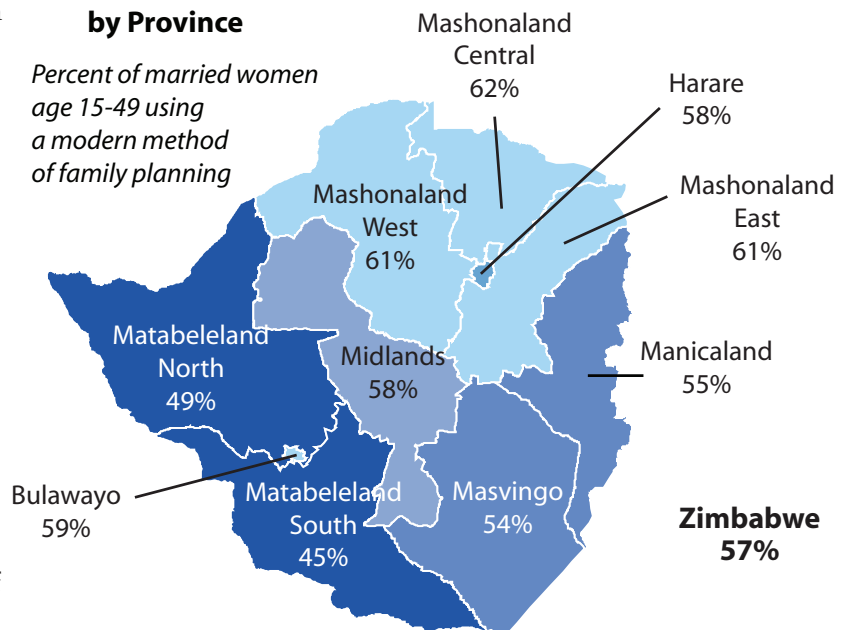 by Province
Percent of married women
age 15-49 using
a modern method
of family planning
Mashonaland
Central
62%
Harare
58%
Mashonaland
West
61%
Mashonaland
East
61%
Matabeleland
North
49%
Midlands
58%
Manicaland
55%
Bulawayo
59%
Matabeleland
South
45%
Masvingo
54%
Zimbabwe
57%